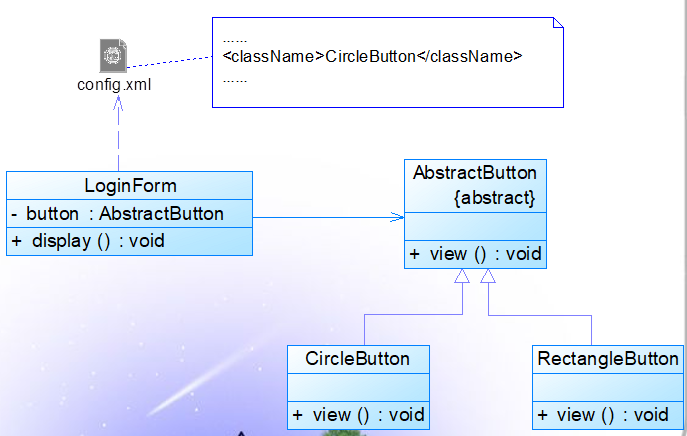 ......
<className>CircleButton</className>
......
config.xml
LoginForm
- button : AbstractButton
+ display () : void
AbstractButton
{abstract}
+ view () : void
CircleButton
+ view () : void
RectangleButton
+ view () : void